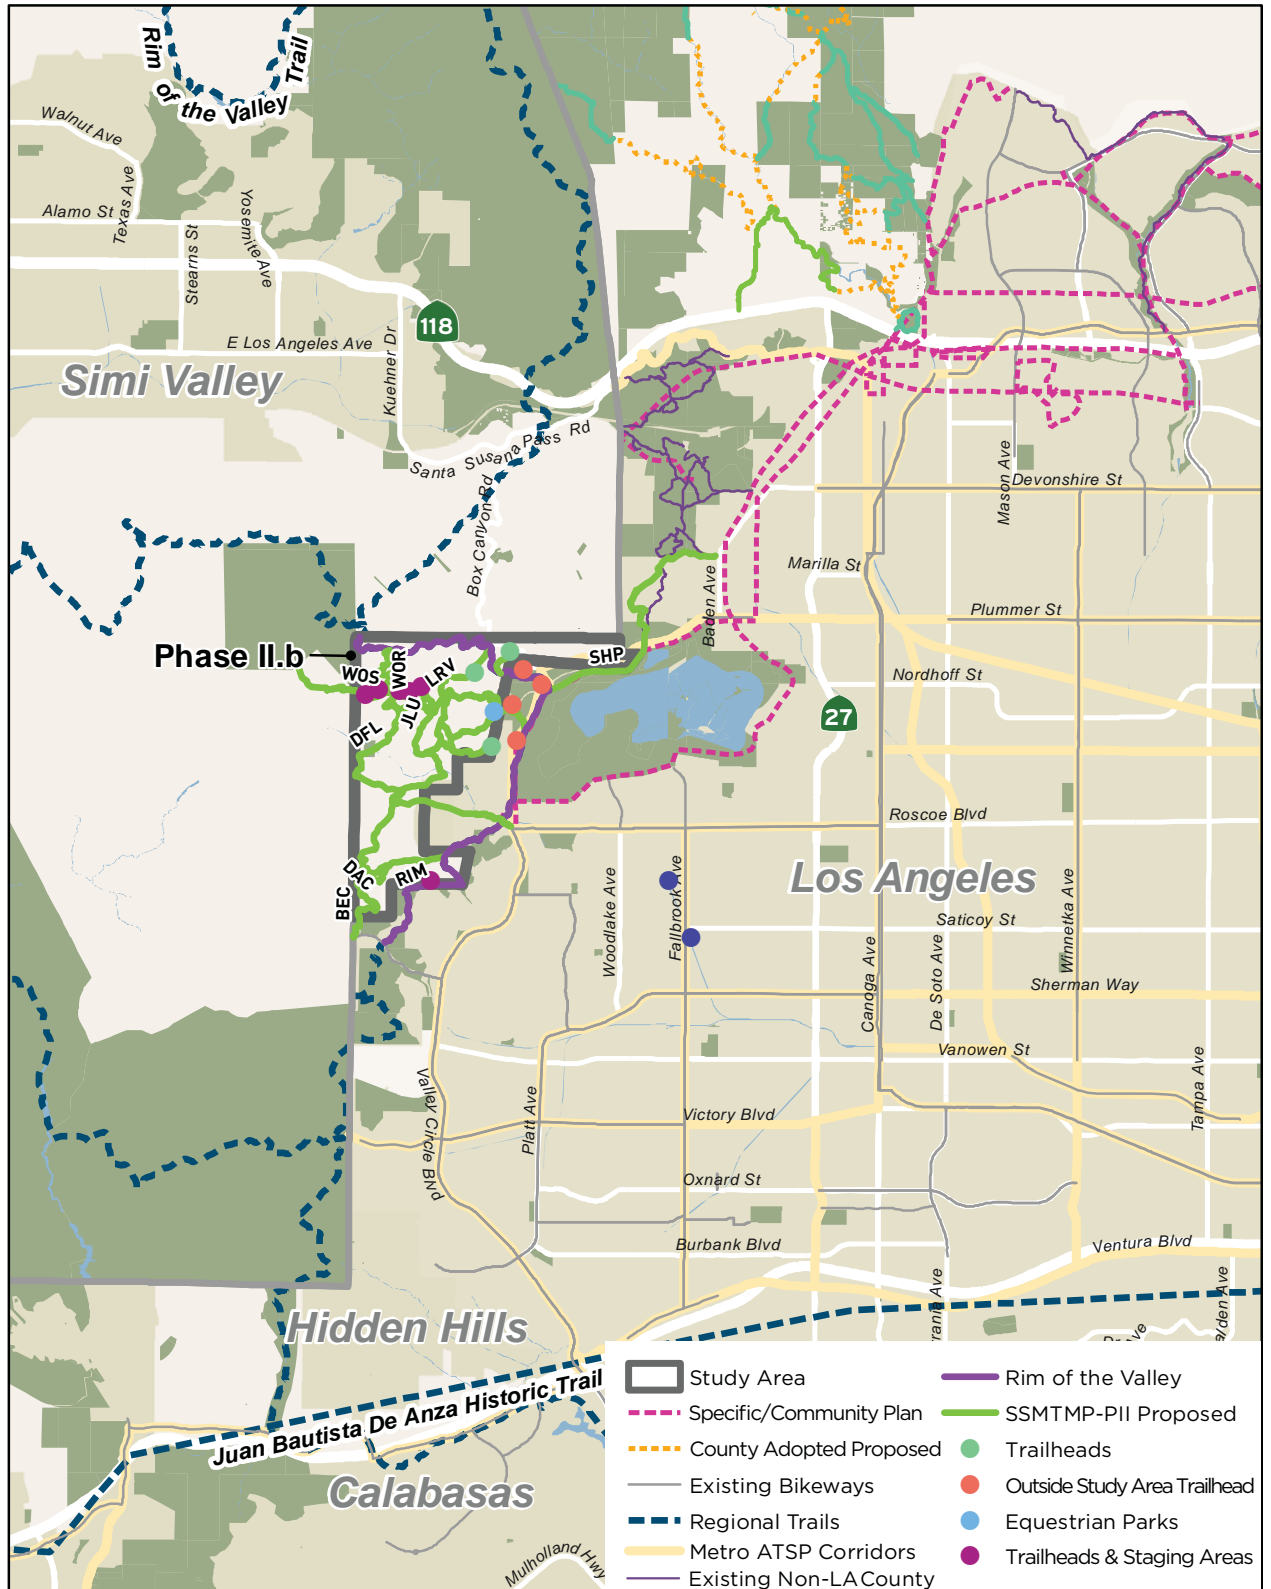 Rim of the Valley Trail
Walnut Ave
Texas Ave
Alamo St
Stearns St
Yosemite Ave
118
E Los Angeles Ave
Kuehner Dr
Simi Valley
Santa Susana Pass Rd
Box Canyon Rd
Mason Ave
Devonshire St
Marilla St
Baden Ave
Plummer St
Phase II.b
WOS
WOR
LRV
SHP
JLU
DFL
Nordhoff St
27
Roscoe Blvd
DAC
RIM
BEC
Los Angeles
Woodlake Ave
Fallbrook Ave
Saticoy St
Winnetka Ave
Canoga Ave
De Soto Ave
Sherman Way
Vanowen St
Valley Circle BlVd
Platt Ave
Victory Blvd
Tampa Ave
Oxnard St
Burbank Blvd
Ventura Blvd
Hidden Hills
rania Ave
alden Ave
Juan Bautista De Anza Historic Trail
Calabasas
Mulholland Hwy
Study Area
Specific/Community Plan
County Adopted Proposed
Existing Bikeways
Regional Trails
Metro ATSP Corridors
Existing Non-LA County
Rim of the Valley
SSMTMP-PII Proposed
Trailheads
Outside Study Area Trailhead
Equestrian Parks
Trailheads & Staging Areas